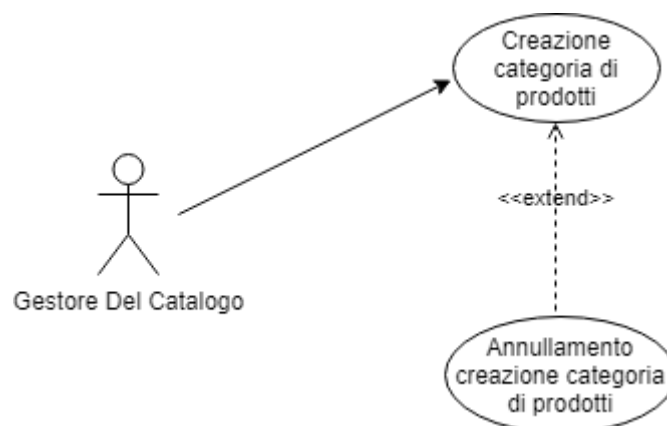 Creazione
categoria di
prodotti
<<extend>>
Gestore Del Catalogo
Annullamento
creazione categoria
di prodotti